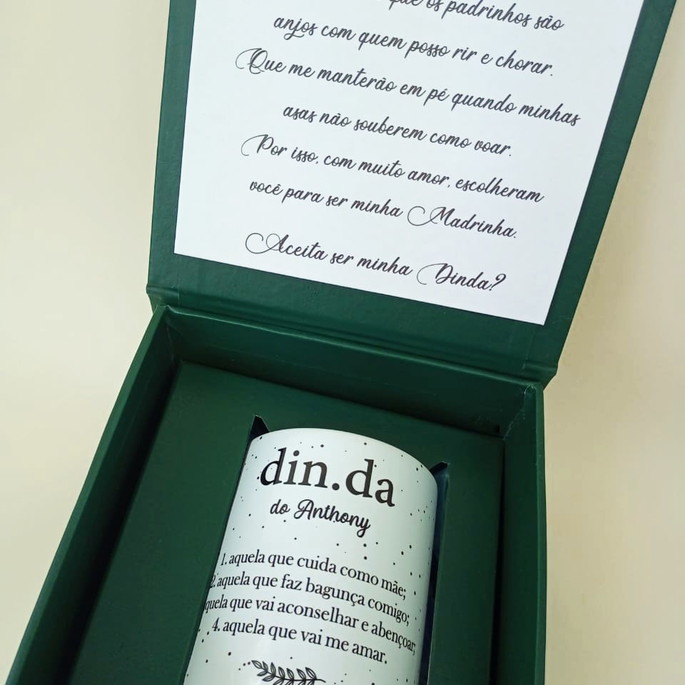 que os padrinhos são
anjos com quem posso rir e chorar.
Que me manterão em pé quando minhas
asas não souberem como voar.
Por isso, com muito amor, escolheram
você para ser minha Madrinha.
Aceita ser minha Dinda?
din.da
do Anthony
1. aquela que cuida como mãe;
2. aquela que faz bagunça comigo;
quela que vai aconselhar e abençoar;
4. aquela que vai me amar.